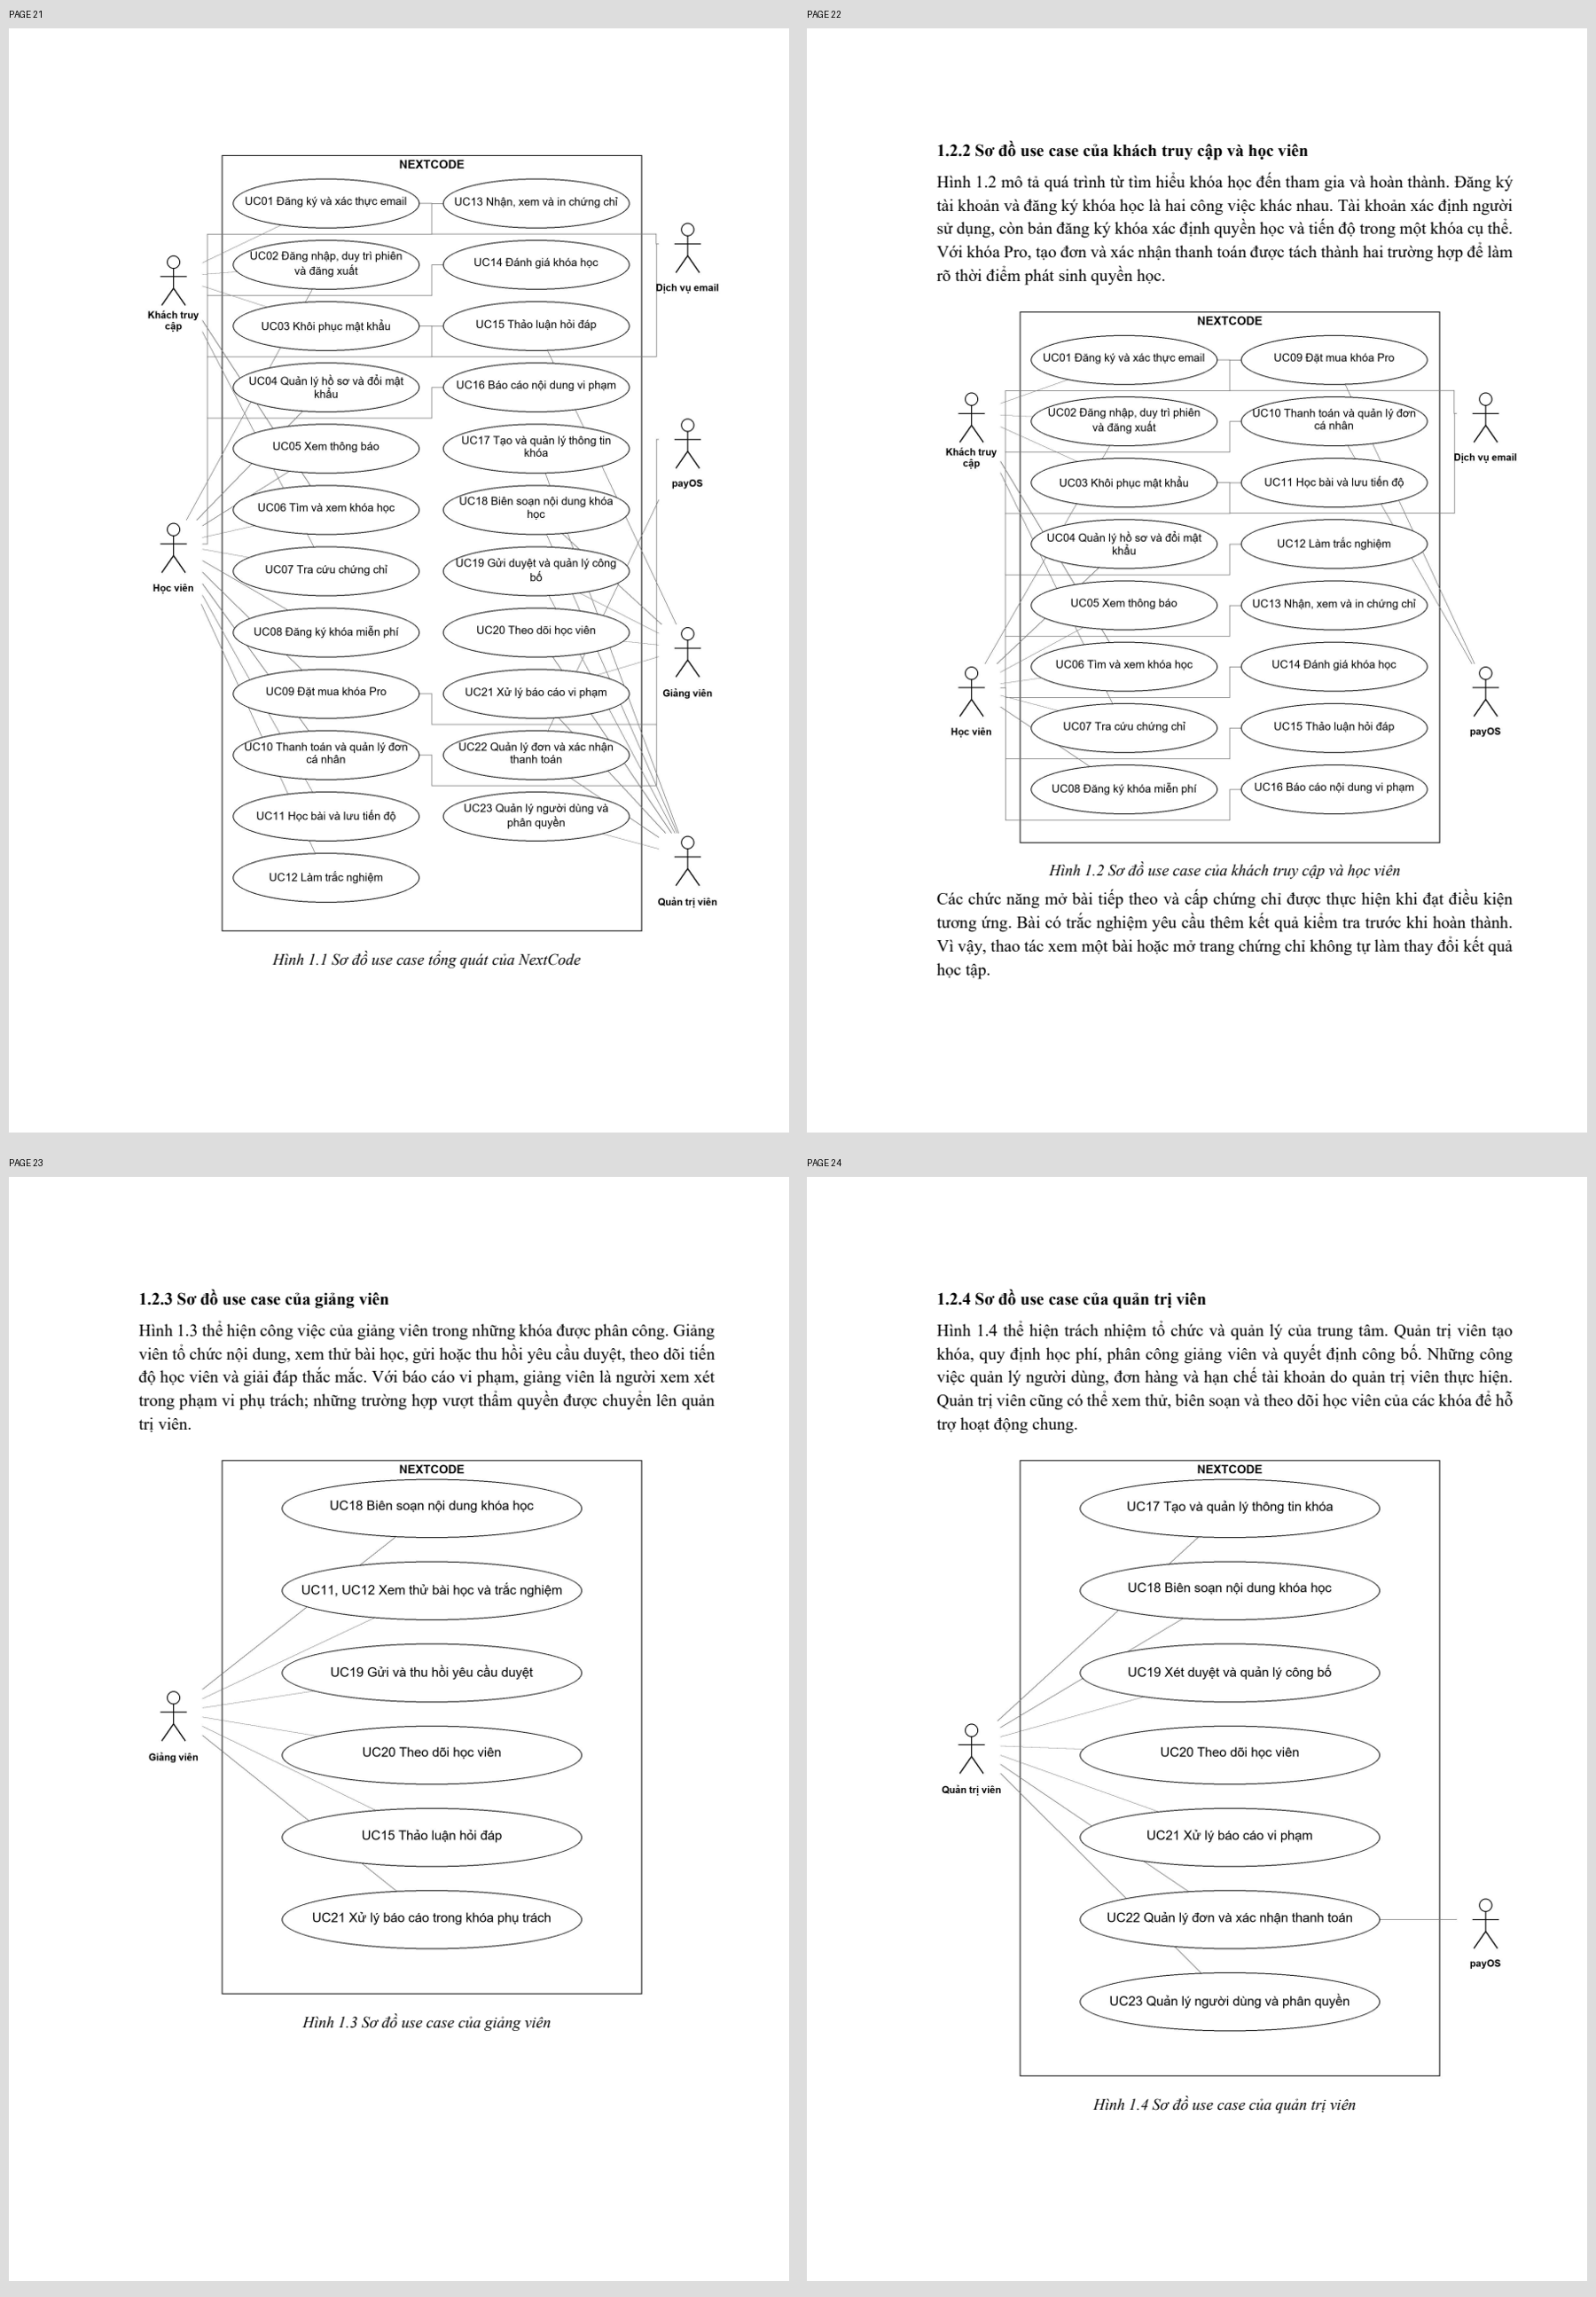 PAGE 21
NEXTCODE
UC01 Đăng ký và xác thực email
UC13 Nhận, xem và in chứng chỉ
UC02 Đăng nhập, duy trì phiên
và đăng xuất
UC14 Đánh giá khóa học
Dịch vụ email
Khách truy
cập
UC03 Khôi phục mật khẩu
UC15 Thảo luận hỏi đáp
UC04 Quản lý hồ sơ và đổi mật
khẩu
UC16 Báo cáo nội dung vi phạm
UC05 Xem thông báo
UC17 Tạo và quản lý thông tin
khóa
payOS
UC06 Tìm và xem khóa học
UC18 Biên soạn nội dung khóa
học
Học viên
UC07 Tra cứu chứng chỉ
UC19 Gửi duyệt và quản lý công
bố
UC08 Đăng ký khóa miễn phí
UC20 Theo dõi học viên
UC09 Đặt mua khóa Pro
UC21 Xử lý báo cáo vi phạm
Giảng viên
UC10 Thanh toán và quản lý đơn
cá nhân
UC22 Quản lý đơn và xác nhận
thanh toán
UC11 Học bài và lưu tiến độ
UC23 Quản lý người dùng và
phân quyền
UC12 Làm trắc nghiệm
Quản trị viên
Hình 1.1 Sơ đồ use case tổng quát của NextCode
PAGE 22
1.2.2 Sơ đồ use case của khách truy cập và học viên
Hình 1.2 mô tả quá trình từ tìm hiểu khóa học đến tham gia và hoàn thành. Đăng ký
tài khoản và đăng ký khóa học là hai công việc khác nhau. Tài khoản xác định người
sử dụng, còn bản đăng ký khóa xác định quyền học và tiến độ trong một khóa cụ thể.
Với khóa Pro, tạo đơn và xác nhận thanh toán được tách thành hai trường hợp để làm
rõ thời điểm phát sinh quyền học.
NEXTCODE
UC01 Đăng ký và xác thực email
UC09 Đặt mua khóa Pro
UC02 Đăng nhập, duy trì phiên
và đăng xuất
UC10 Thanh toán và quản lý đơn
cá nhân
Khách truy
cập
Dịch vụ email
UC03 Khôi phục mật khẩu
UC11 Học bài và lưu tiến độ
UC04 Quản lý hồ sơ và đổi mật
khẩu
UC12 Làm trắc nghiệm
UC05 Xem thông báo
UC13 Nhận, xem và in chứng chỉ
UC06 Tìm và xem khóa học
UC14 Đánh giá khóa học
Học viên
payOS
UC07 Tra cứu chứng chỉ
UC15 Thảo luận hỏi đáp
UC08 Đăng ký khóa miễn phí
UC16 Báo cáo nội dung vi phạm
Hình 1.2 Sơ đồ use case của khách truy cập và học viên
Các chức năng mở bài tiếp theo và cấp chứng chỉ được thực hiện khi đạt điều kiện
tương ứng. Bài có trắc nghiệm yêu cầu thêm kết quả kiểm tra trước khi hoàn thành.
Vì vậy, thao tác xem một bài hoặc mở trang chứng chỉ không tự làm thay đổi kết quả
học tập.
PAGE 23
1.2.3 Sơ đồ use case của giảng viên
Hình 1.3 thể hiện công việc của giảng viên trong những khóa được phân công. Giảng
viên tổ chức nội dung, xem thử bài học, gửi hoặc thu hồi yêu cầu duyệt, theo dõi tiến
độ học viên và giải đáp thắc mắc. Với báo cáo vi phạm, giảng viên là người xem xét
trong phạm vi phụ trách; những trường hợp vượt thẩm quyền được chuyển lên quản
trị viên.
NEXTCODE
UC18 Biên soạn nội dung khóa học
UC11, UC12 Xem thử bài học và trắc nghiệm
UC19 Gửi và thu hồi yêu cầu duyệt
Giảng viên
UC20 Theo dõi học viên
UC15 Thảo luận hỏi đáp
UC21 Xử lý báo cáo trong khóa phụ trách
Hình 1.3 Sơ đồ use case của giảng viên
PAGE 24
1.2.4 Sơ đồ use case của quản trị viên
Hình 1.4 thể hiện trách nhiệm tổ chức và quản lý của trung tâm. Quản trị viên tạo
khóa, quy định học phí, phân công giảng viên và quyết định công bố. Những công
việc quản lý người dùng, đơn hàng và hạn chế tài khoản do quản trị viên thực hiện.
Quản trị viên cũng có thể xem thử, biên soạn và theo dõi học viên của các khóa để hỗ
trợ hoạt động chung.
NEXTCODE
UC17 Tạo và quản lý thông tin khóa
UC18 Biên soạn nội dung khóa học
UC19 Xét duyệt và quản lý công bố
UC20 Theo dõi học viên
Quản trị viên
UC21 Xử lý báo cáo vi phạm
UC22 Quản lý đơn và xác nhận thanh toán
payOS
UC23 Quản lý người dùng và phân quyền
Hình 1.4 Sơ đồ use case của quản trị viên